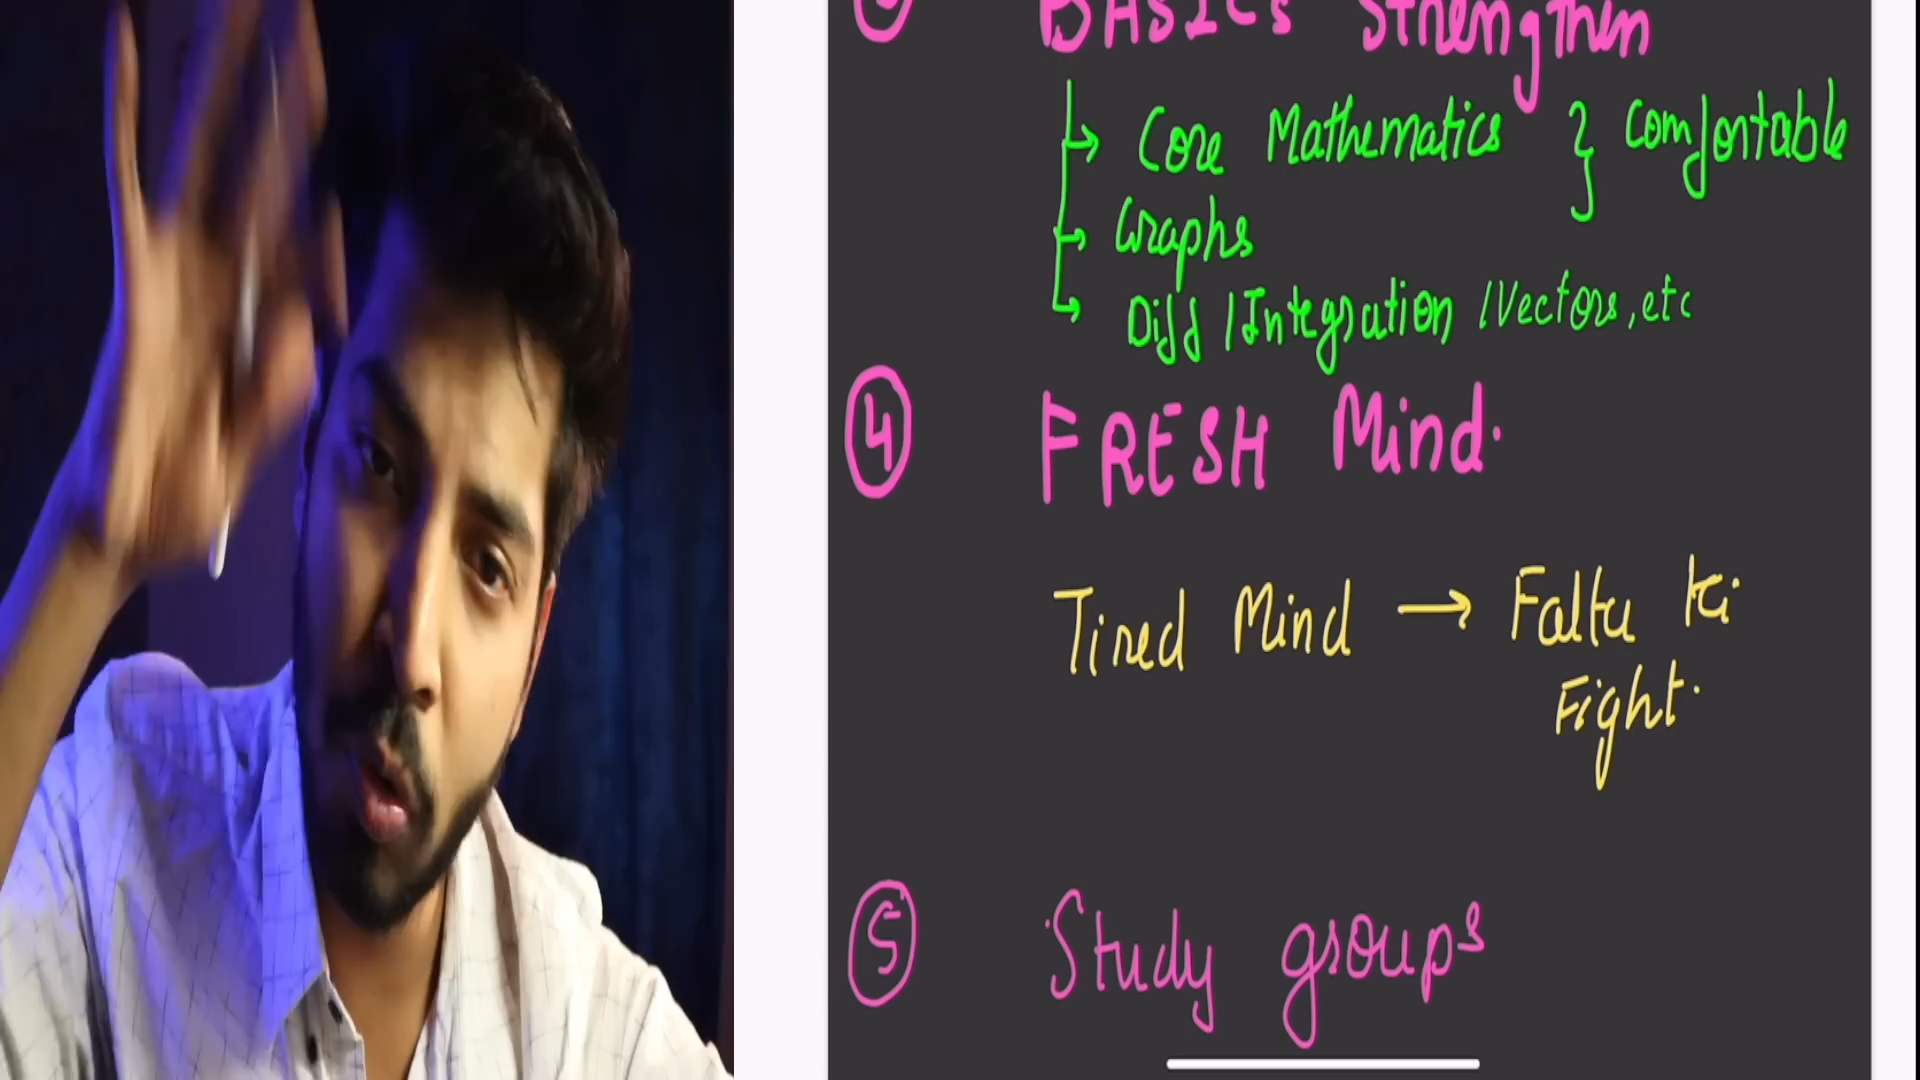 BASICs Strengthen
Core Mathematics } Comfortable
Graphs
Diff / Integration / Vectors, etc
4 FRESH Mind.
Tired Mind → Faltu ki
Fight.
5 Study groups